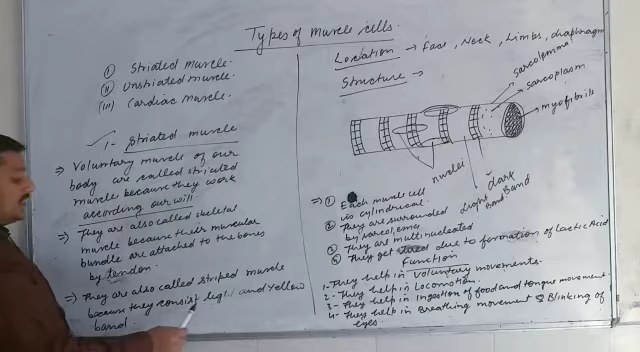 Types of muscle cells.
(I) Striated muscle.
(II) Unstriated muscle.
(III) Cardiac muscle.
1- Striated muscle
⇒ Voluntary muscle of our
body are called striated
muscle because they work
according our will.
⇒ They are also called skeletal
muscle because their muscular
bundle are attached to the bones
by tendon.
⇒ They are also called striped muscle
because they consist light and yellow
band.
Location → Face, Neck, Limbs, diaphragm
Structure →
sarcolemma
sarcoplasm
myofibrils
nuclei
Light Band
dark Band
⇒ ① Each muscle cell
is cylindrical.
② They are surrounded
by
③ They are multinucleated
④ They get tired due to formation of Lactic Acid
Function
1- They help in voluntary movements.
2- They help in Locomotion.
3- They help in Ingestion of food and tongue movement.
4- They help in Breathing movement & Blinking of
eyes.